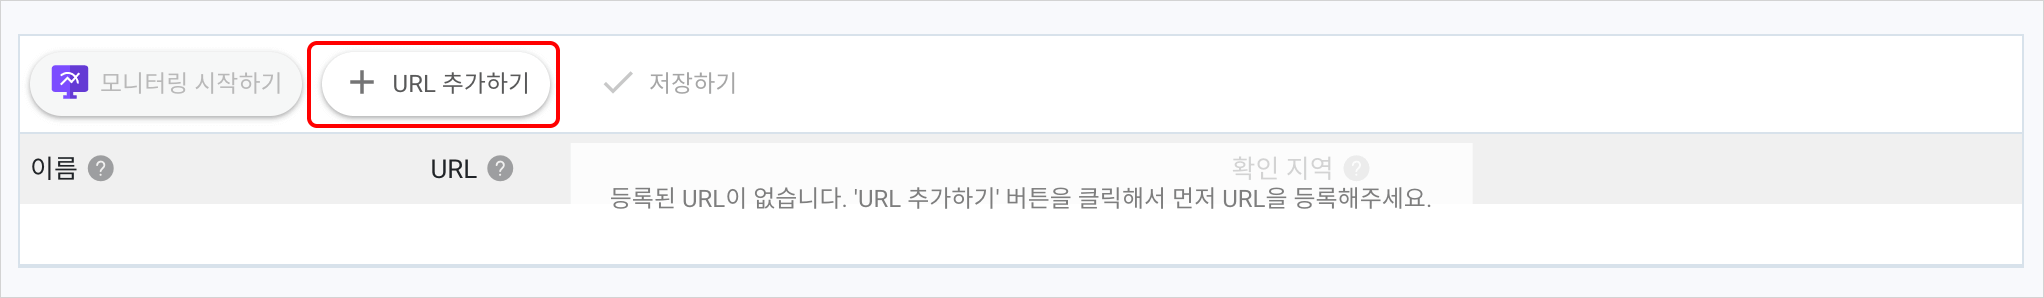 모니터링 시작하기 URL 추가하기 저장하기
이름 ? URL ? 확인 지역 ?
등록된 URL이 없습니다. 'URL 추가하기' 버튼을 클릭해서 먼저 URL을 등록해주세요.